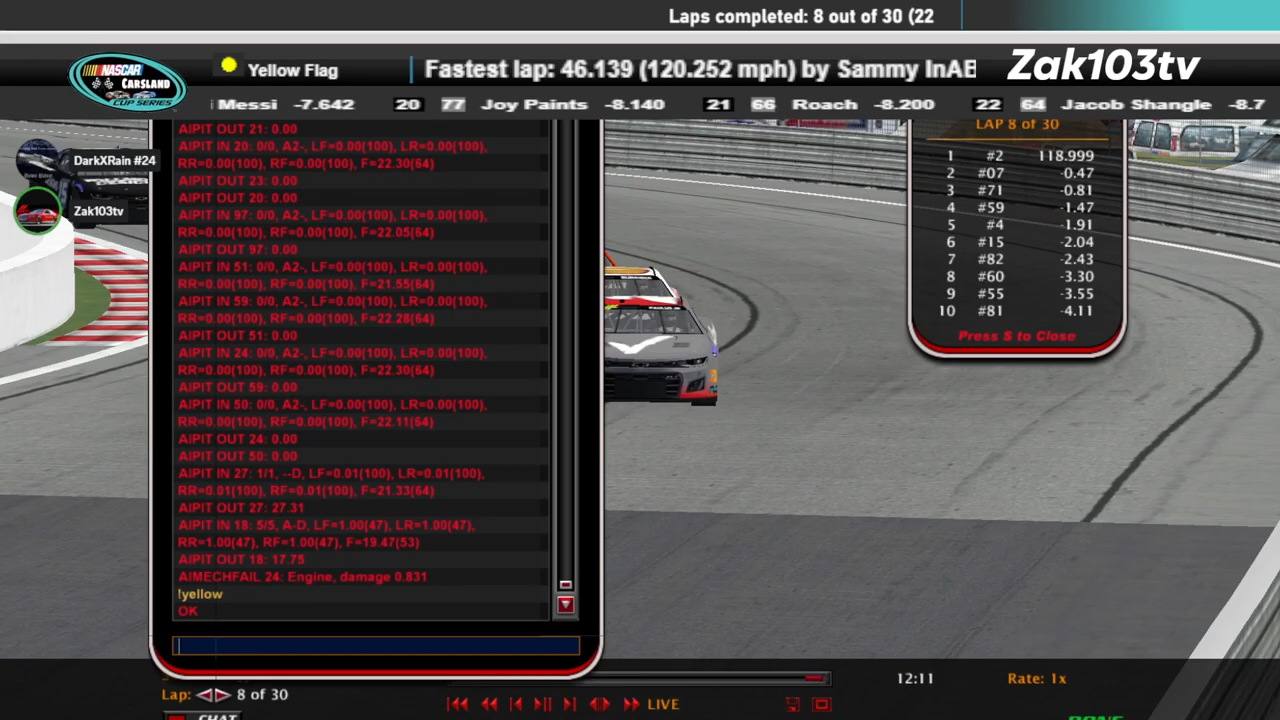 Laps completed: 8 out of 30 (22
NASCAR CARSLAND CUP SERIES
Yellow Flag
Fastest lap: 46.139 (120.252 mph) by Sammy InAB
Zak103tv
Messi -7.642 20 77 Joy Paints -8.140 21 66 Roach -8.200 22 64 Jacob Shangle -8.7
DarkXRain #24
Zak103tv
AIPIT OUT 21: 0.00
AIPIT IN 20: 0/0, A2-, LF=0.00(100), LR=0.00(100),
RR=0.00(100), RF=0.00(100), F=22.30(64)
AIPIT OUT 23: 0.00
AIPIT OUT 20: 0.00
AIPIT IN 97: 0/0, A2-, LF=0.00(100), LR=0.00(100),
RR=0.00(100), RF=0.00(100), F=22.05(64)
AIPIT OUT 97: 0.00
AIPIT IN 51: 0/0, A2-, LF=0.00(100), LR=0.00(100),
RR=0.00(100), RF=0.00(100), F=21.55(64)
AIPIT IN 59: 0/0, A2-, LF=0.00(100), LR=0.00(100),
RR=0.00(100), RF=0.00(100), F=22.28(64)
AIPIT OUT 51: 0.00
AIPIT IN 24: 0/0, A2-, LF=0.00(100), LR=0.00(100),
RR=0.00(100), RF=0.00(100), F=22.30(64)
AIPIT OUT 59: 0.00
AIPIT IN 50: 0/0, A2-, LF=0.00(100), LR=0.00(100),
RR=0.00(100), RF=0.00(100), F=22.11(64)
AIPIT OUT 24: 0.00
AIPIT OUT 50: 0.00
AIPIT IN 27: 1/1, --D, LF=0.01(100), LR=0.01(100),
RR=0.01(100), RF=0.01(100), F=21.33(64)
AIPIT OUT 27: 27.31
AIPIT IN 18: 5/5, A-D, LF=1.00(47), LR=1.00(47),
RR=1.00(47), RF=1.00(47), F=19.47(53)
AIPIT OUT 18: 17.75
AIMECHFAIL 24: Engine, damage 0.831
!yellow
OK
LAP 8 of 30
1 #2 118.999
2 #07 -0.47
3 #71 -0.81
4 #59 -1.47
5 #4 -1.91
6 #15 -2.04
7 #82 -2.43
8 #60 -3.30
9 #55 -3.55
10 #81 -4.11
Press S to Close
12:11
Rate: 1x
Lap: 8 of 30
LIVE
CHAT